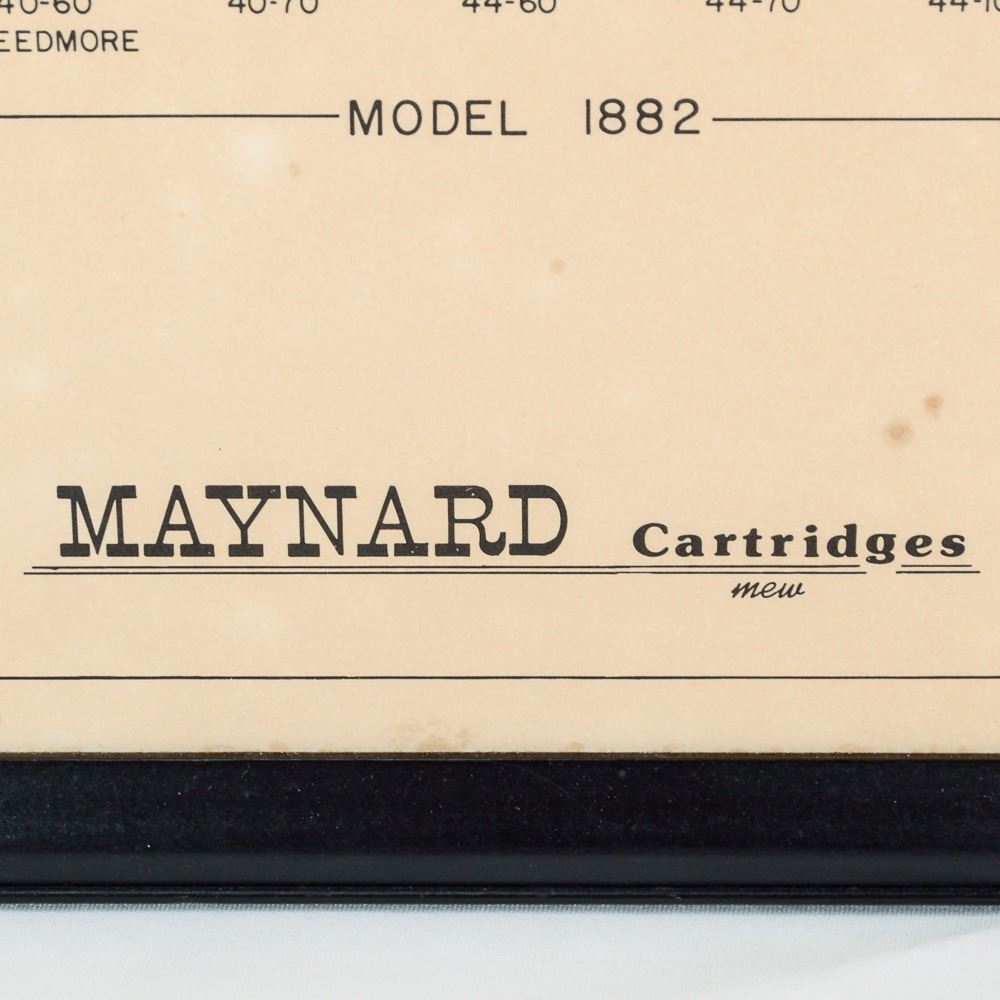 40-60 40-70 44-60 44-70
EEDMORE
MODEL 1882
MAYNARD Cartridges
mew